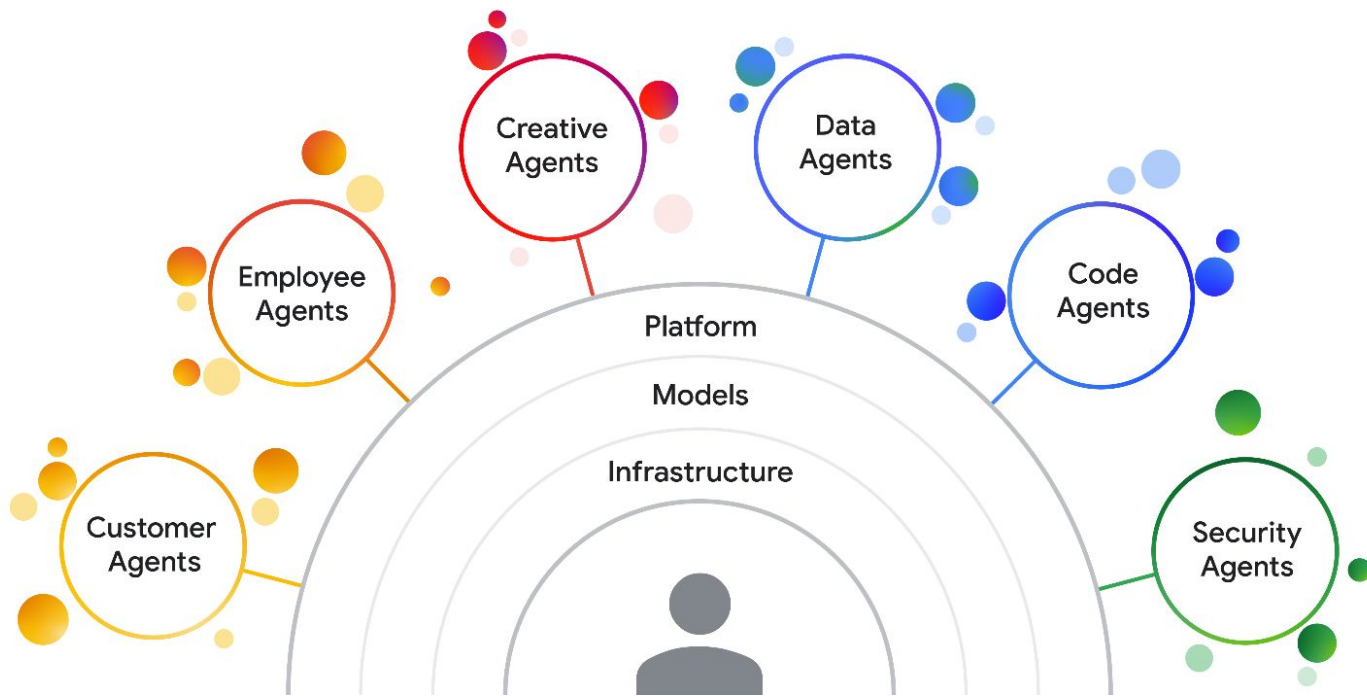 Creative
Agents
Data
Agents
Employee
Agents
Code
Agents
Platform
Models
Infrastructure
Customer
Agents
Security
Agents